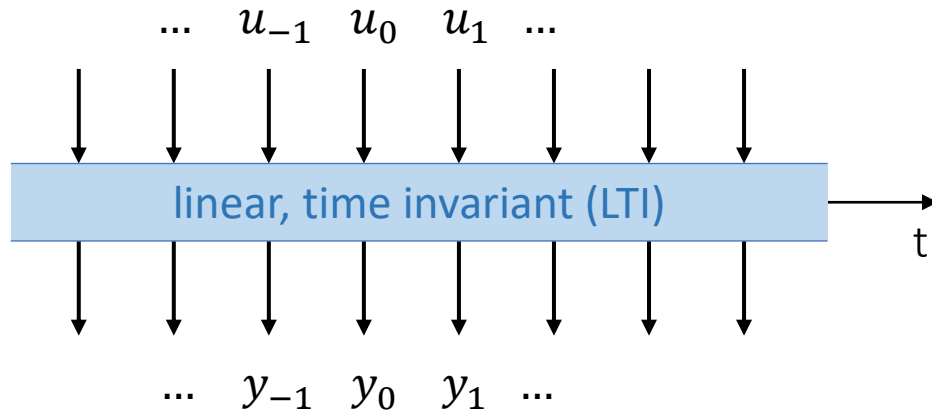 ... u₋₁ u₀ u₁ ...
linear, time invariant (LTI)
t
... y₋₁ y₀ y₁ ...